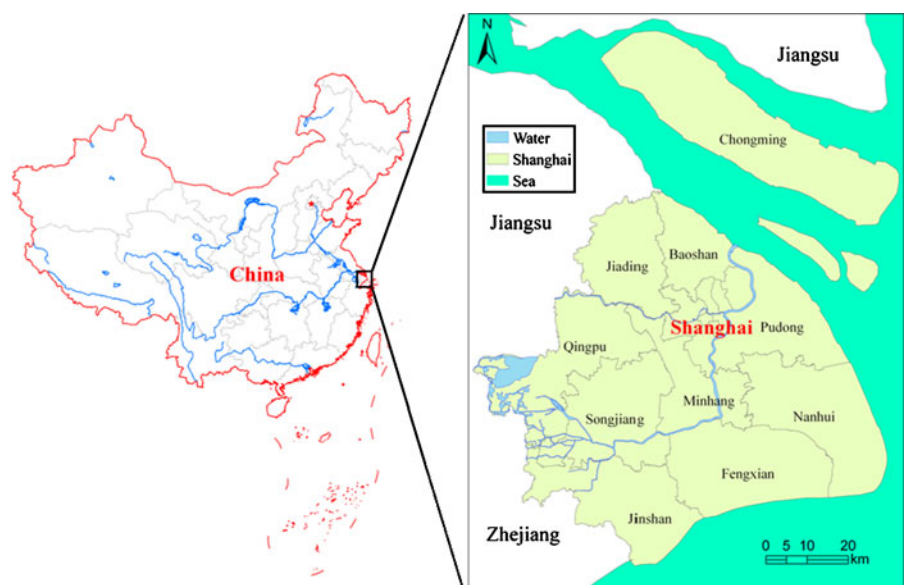 China
N
Jiangsu
Chongming
Water
Shanghai
Sea
Jiangsu
Baoshan
Jiading
Shanghai
Pudong
Qingpu
Minhang
Songjiang
Nanhui
Fengxian
Jinshan
Zhejiang
0 5 10 20
km